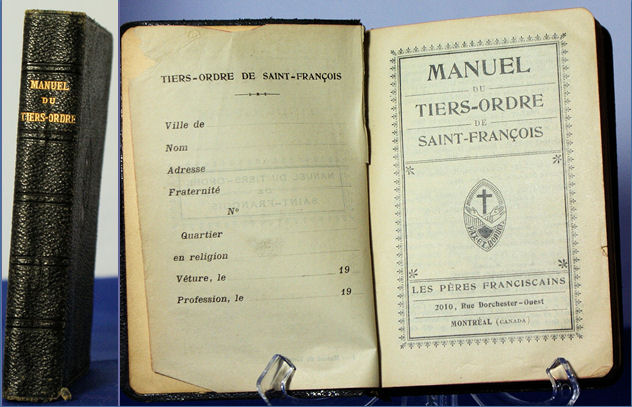 MANUEL
DU
TIERS-ORDRE
TIERS-ORDRE DE SAINT-FRANÇOIS
Ville de
Nom
Adresse
Fraternité
N°
Quartier
en religion
Vêture, le 19
Profession, le 19
MANUEL
DU
TIERS-ORDRE
DE
SAINT-FRANÇOIS
PAX ET BONUM
LES PÈRES FRANCISCAINS
2010, Rue Dorchester-Ouest
MONTRÉAL (CANADA)